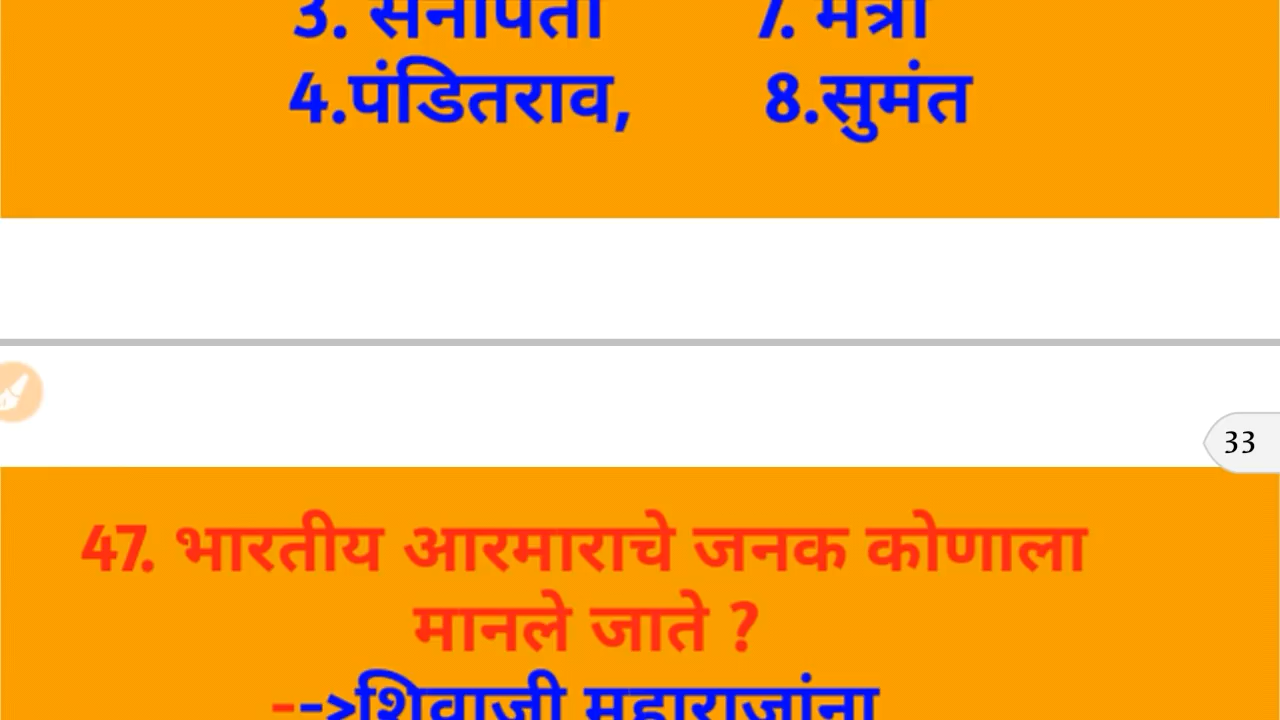 3. सेनापती 7. मंत्री
4.पंडितराव, 8.सुमंत
33
47. भारतीय आरमाराचे जनक कोणाला
मानले जाते ?
-->शिवाजी महाराजांना